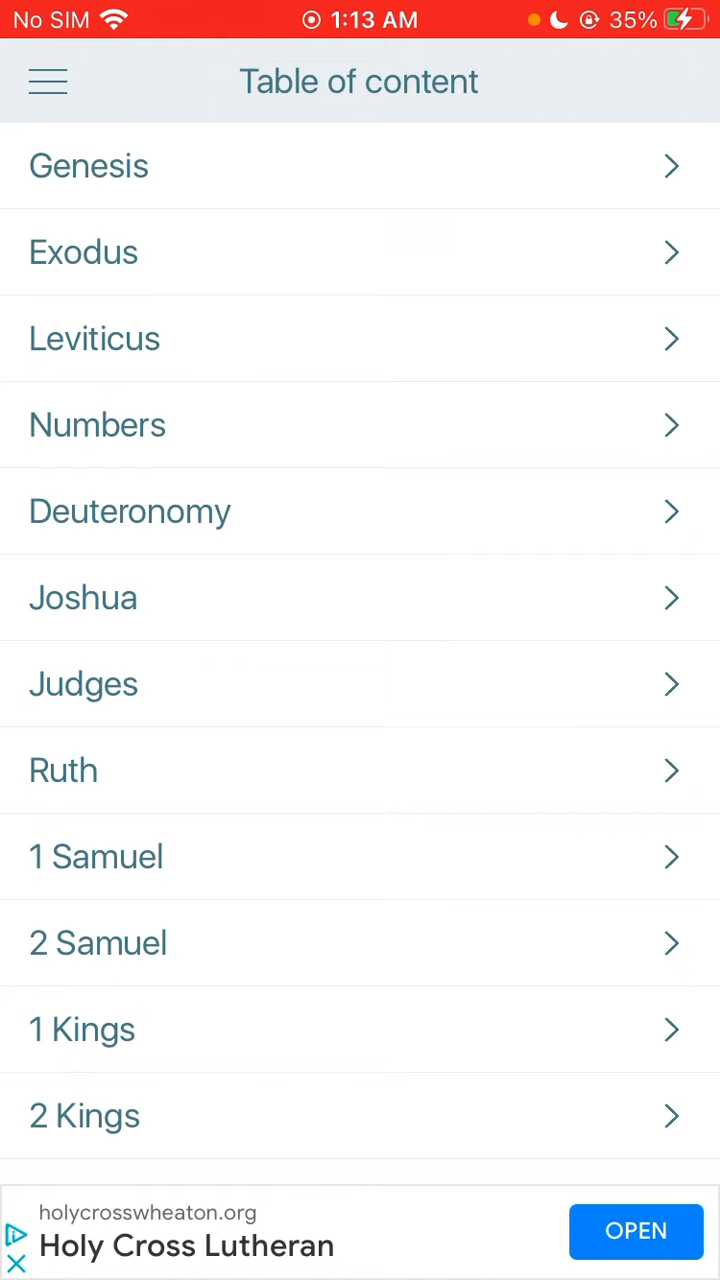 No SIM 1:13 AM 35%
Table of content
Genesis
Exodus
Leviticus
Numbers
Deuteronomy
Joshua
Judges
Ruth
1 Samuel
2 Samuel
1 Kings
2 Kings
holycrosswheaton.org
Holy Cross Lutheran
OPEN